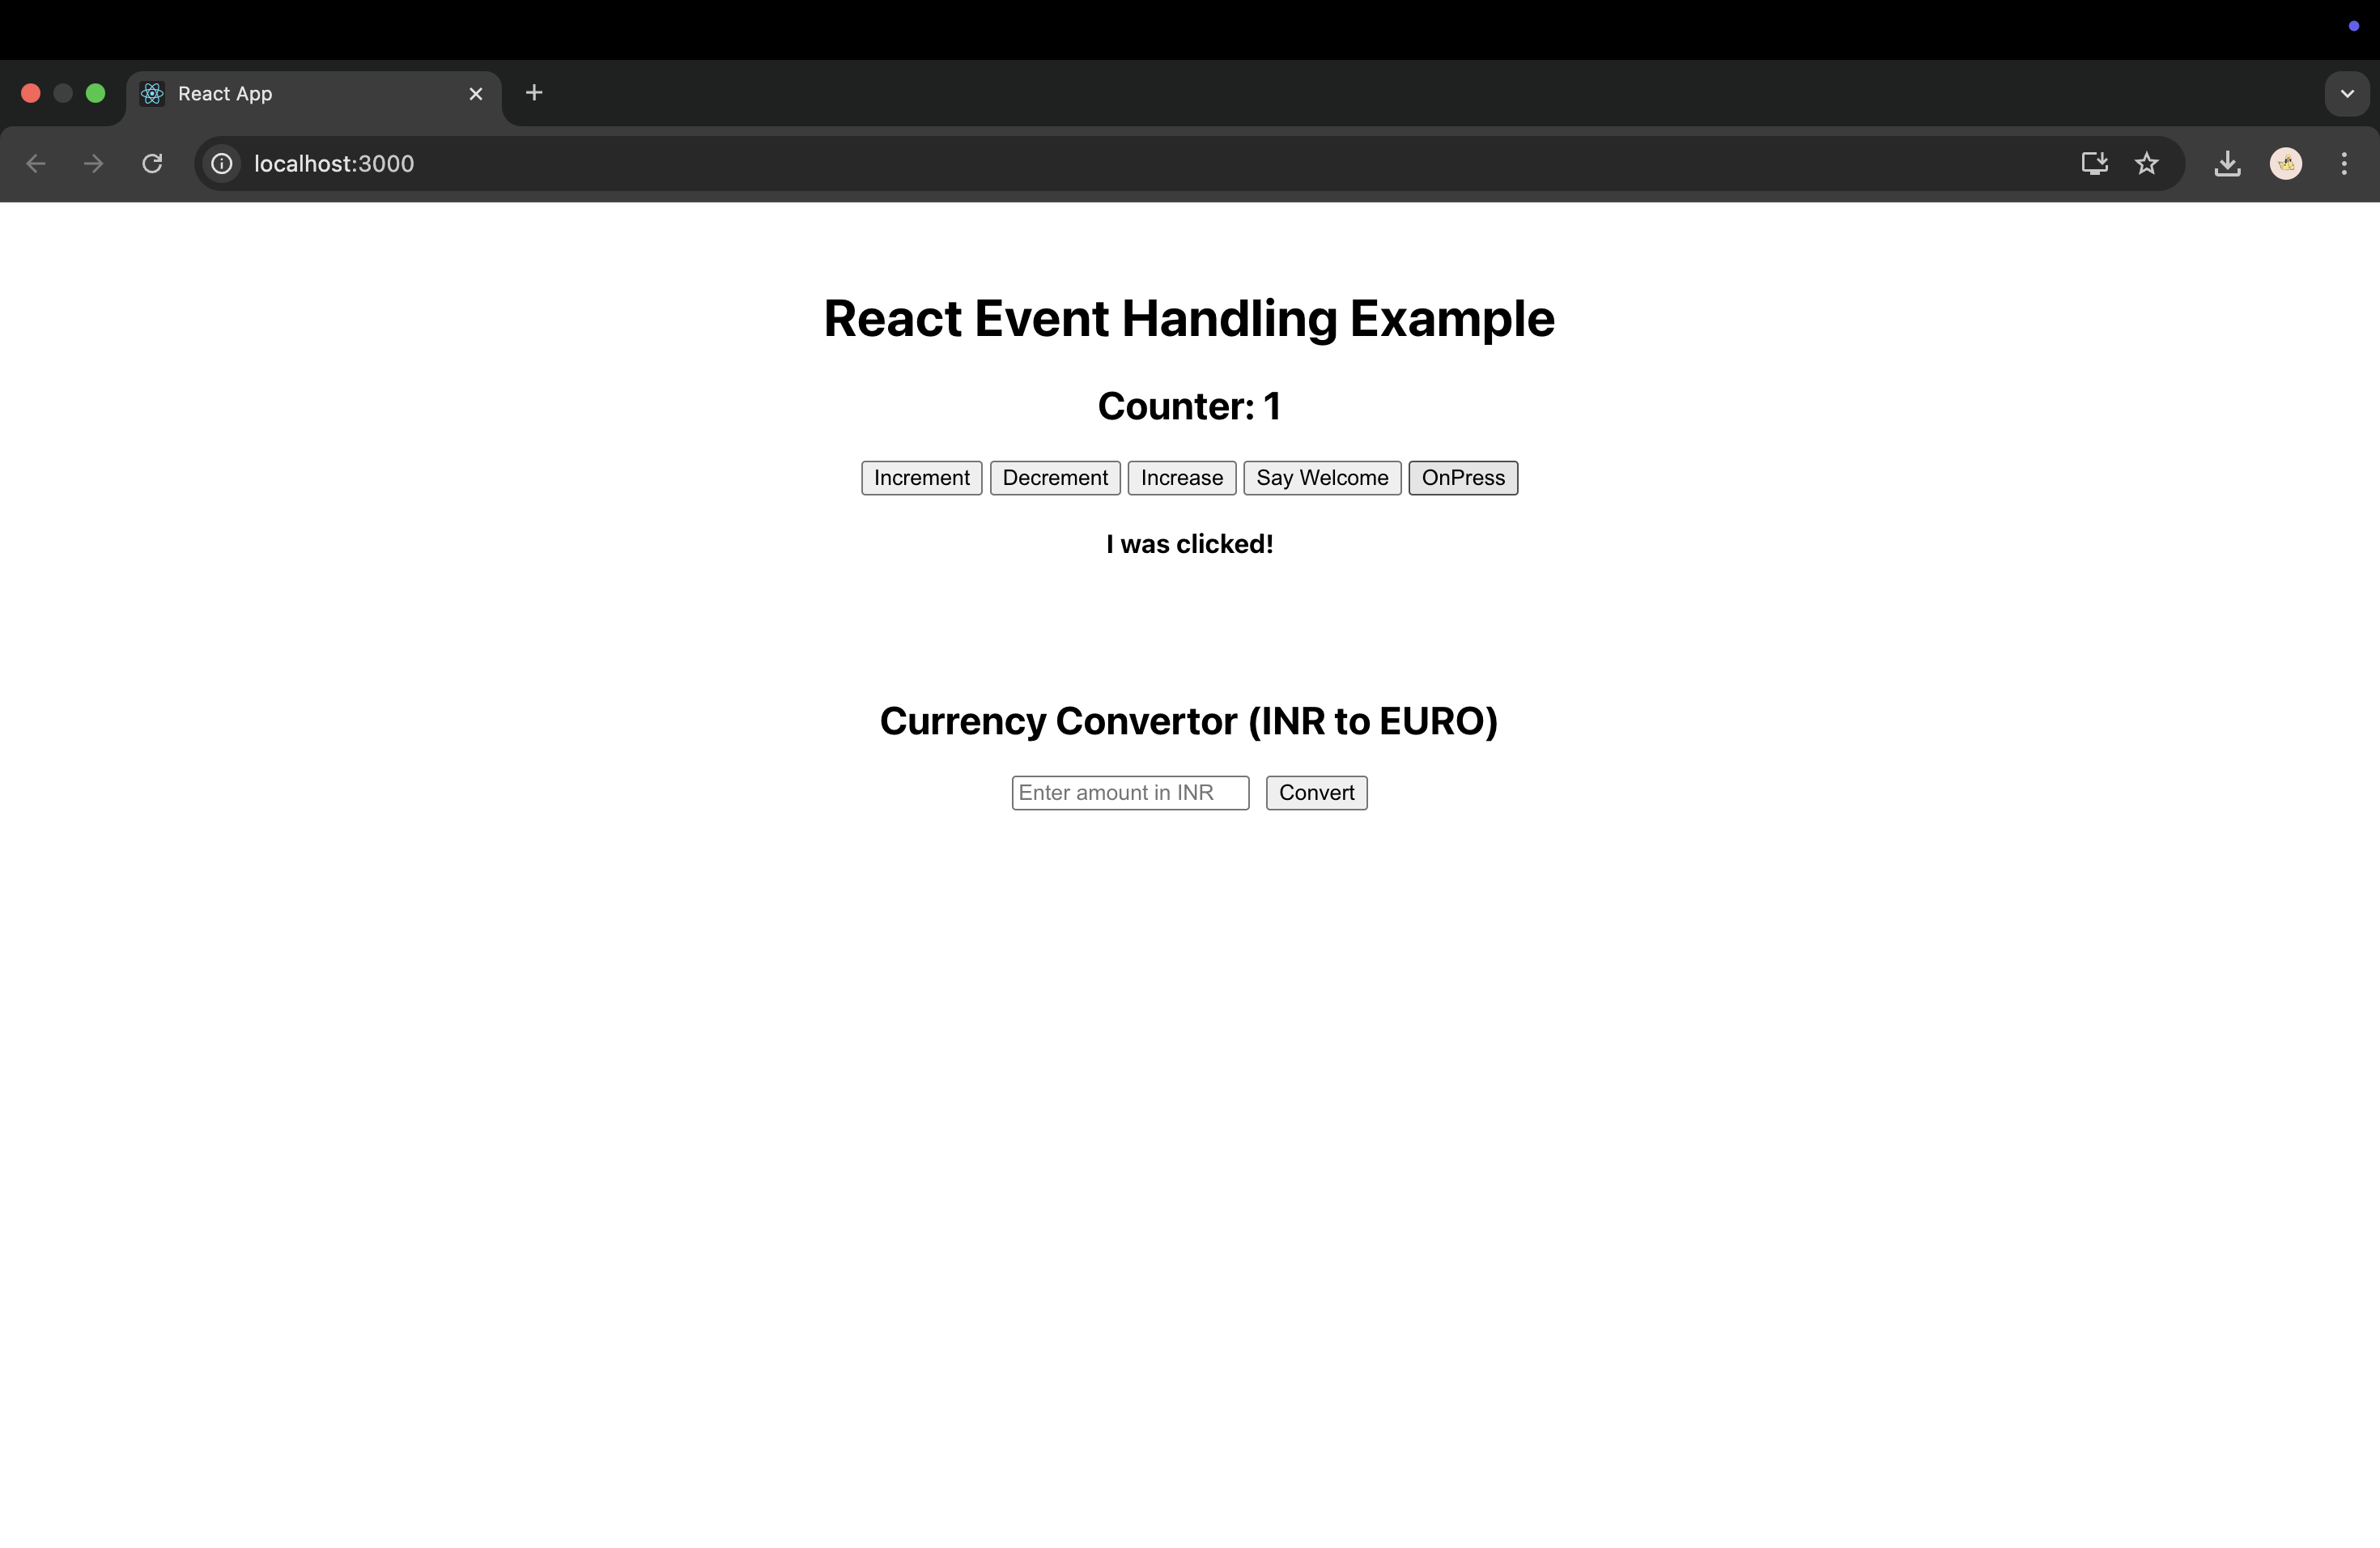 React App
localhost:3000
React Event Handling Example
Counter: 1
Increment Decrement Increase Say Welcome OnPress
I was clicked!
Currency Convertor (INR to EURO)
Enter amount in INR Convert